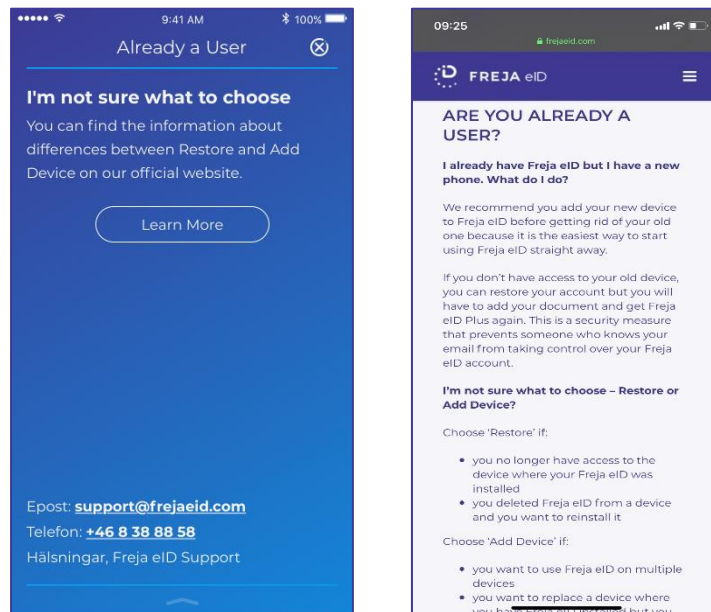 9:41 AM
100%
Already a User
I'm not sure what to choose
You can find the information about
differences between Restore and Add
Device on our official website.
Learn More
Epost: support@frejaeid.com
Telefon: +46 8 38 88 58
Hälsningar, Freja eID Support
09:25
frejaeid.com
FREJA eID
ARE YOU ALREADY A
USER?
I already have Freja eID but I have a new
phone. What do I do?
We recommend you add your new device
to Freja eID before getting rid of your old
one because it is the easiest way to start
using Freja eID straight away.
If you don't have access to your old device,
you can restore your account but you will
have to add your document and get Freja
eID Plus again. This is a security measure
that prevents someone who knows your
email from taking control over your Freja
eID account.
I'm not sure what to choose – Restore or
Add Device?
Choose 'Restore' if:
you no longer have access to the
device where your Freja eID was
installed
you deleted Freja eID from a device
and you want to reinstall it
Choose 'Add Device' if:
you want to use Freja eID on multiple
devices
you want to replace a device where
you have Freja eID installed but you